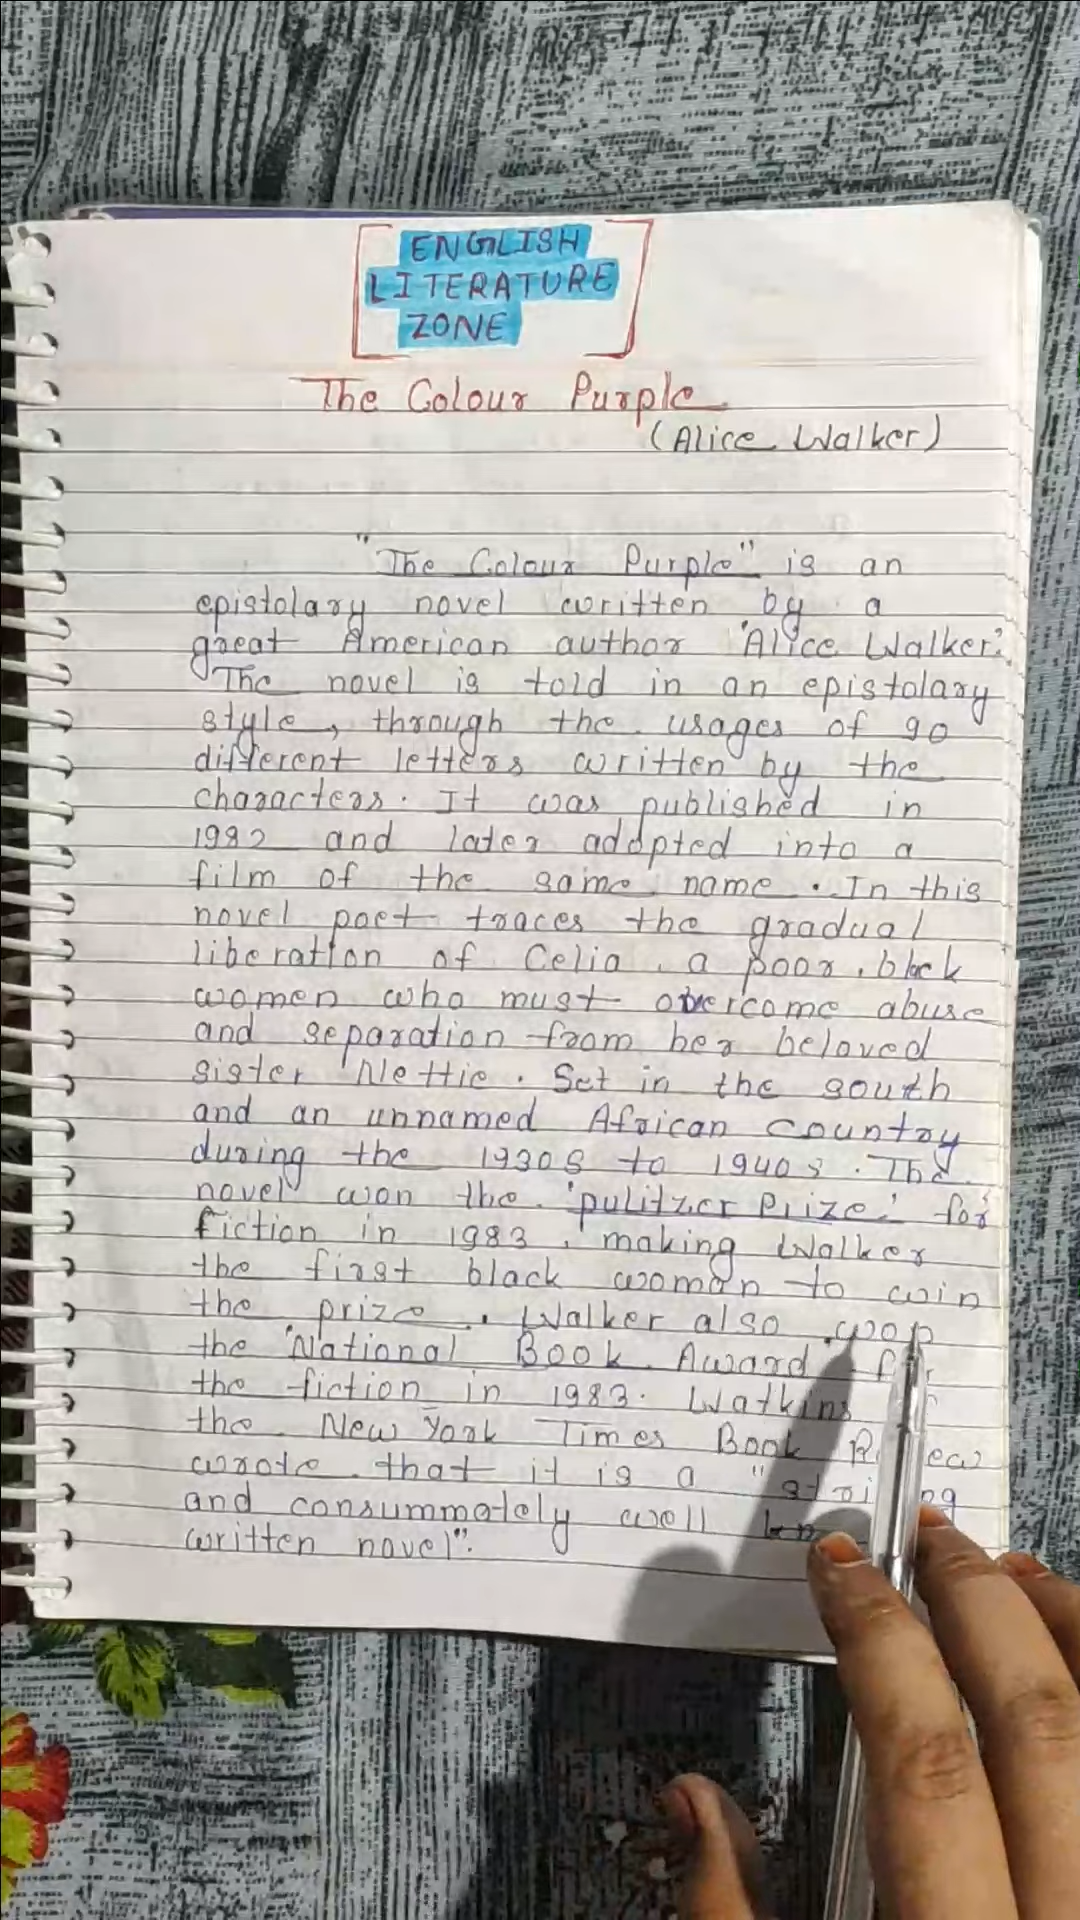 ENGLISH
LITERATURE
ZONE
The Colour Purple
(Alice Walker)
"The Colour Purple" is an
epistolary novel written by a
great American author 'Alice Walker'.
The novel is told in an epistolary
style, through the usages of 90
different letters written by the
characters. It was published in
1982 and later adopted into a
film of the same name. In this
novel poet traces the gradual
liberation of Celia, a poor, black
women who must overcome abuse
and separation from her beloved
sister Nettie. Set in the south
and an unnamed African country
during the 1930s to 1940s. The
novel won the 'pulitzer Prize' for
fiction in 1983, making Walker
the first black woman to win
the prize. Walker also won
the 'National Book Award'
the fiction in 1983. Watkins
the New York Times Book
wrote that it is a "
and consummately well
written novel".